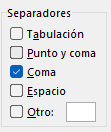 Separadores
Tabulación
Punto y coma
Coma
Espacio
Otro: